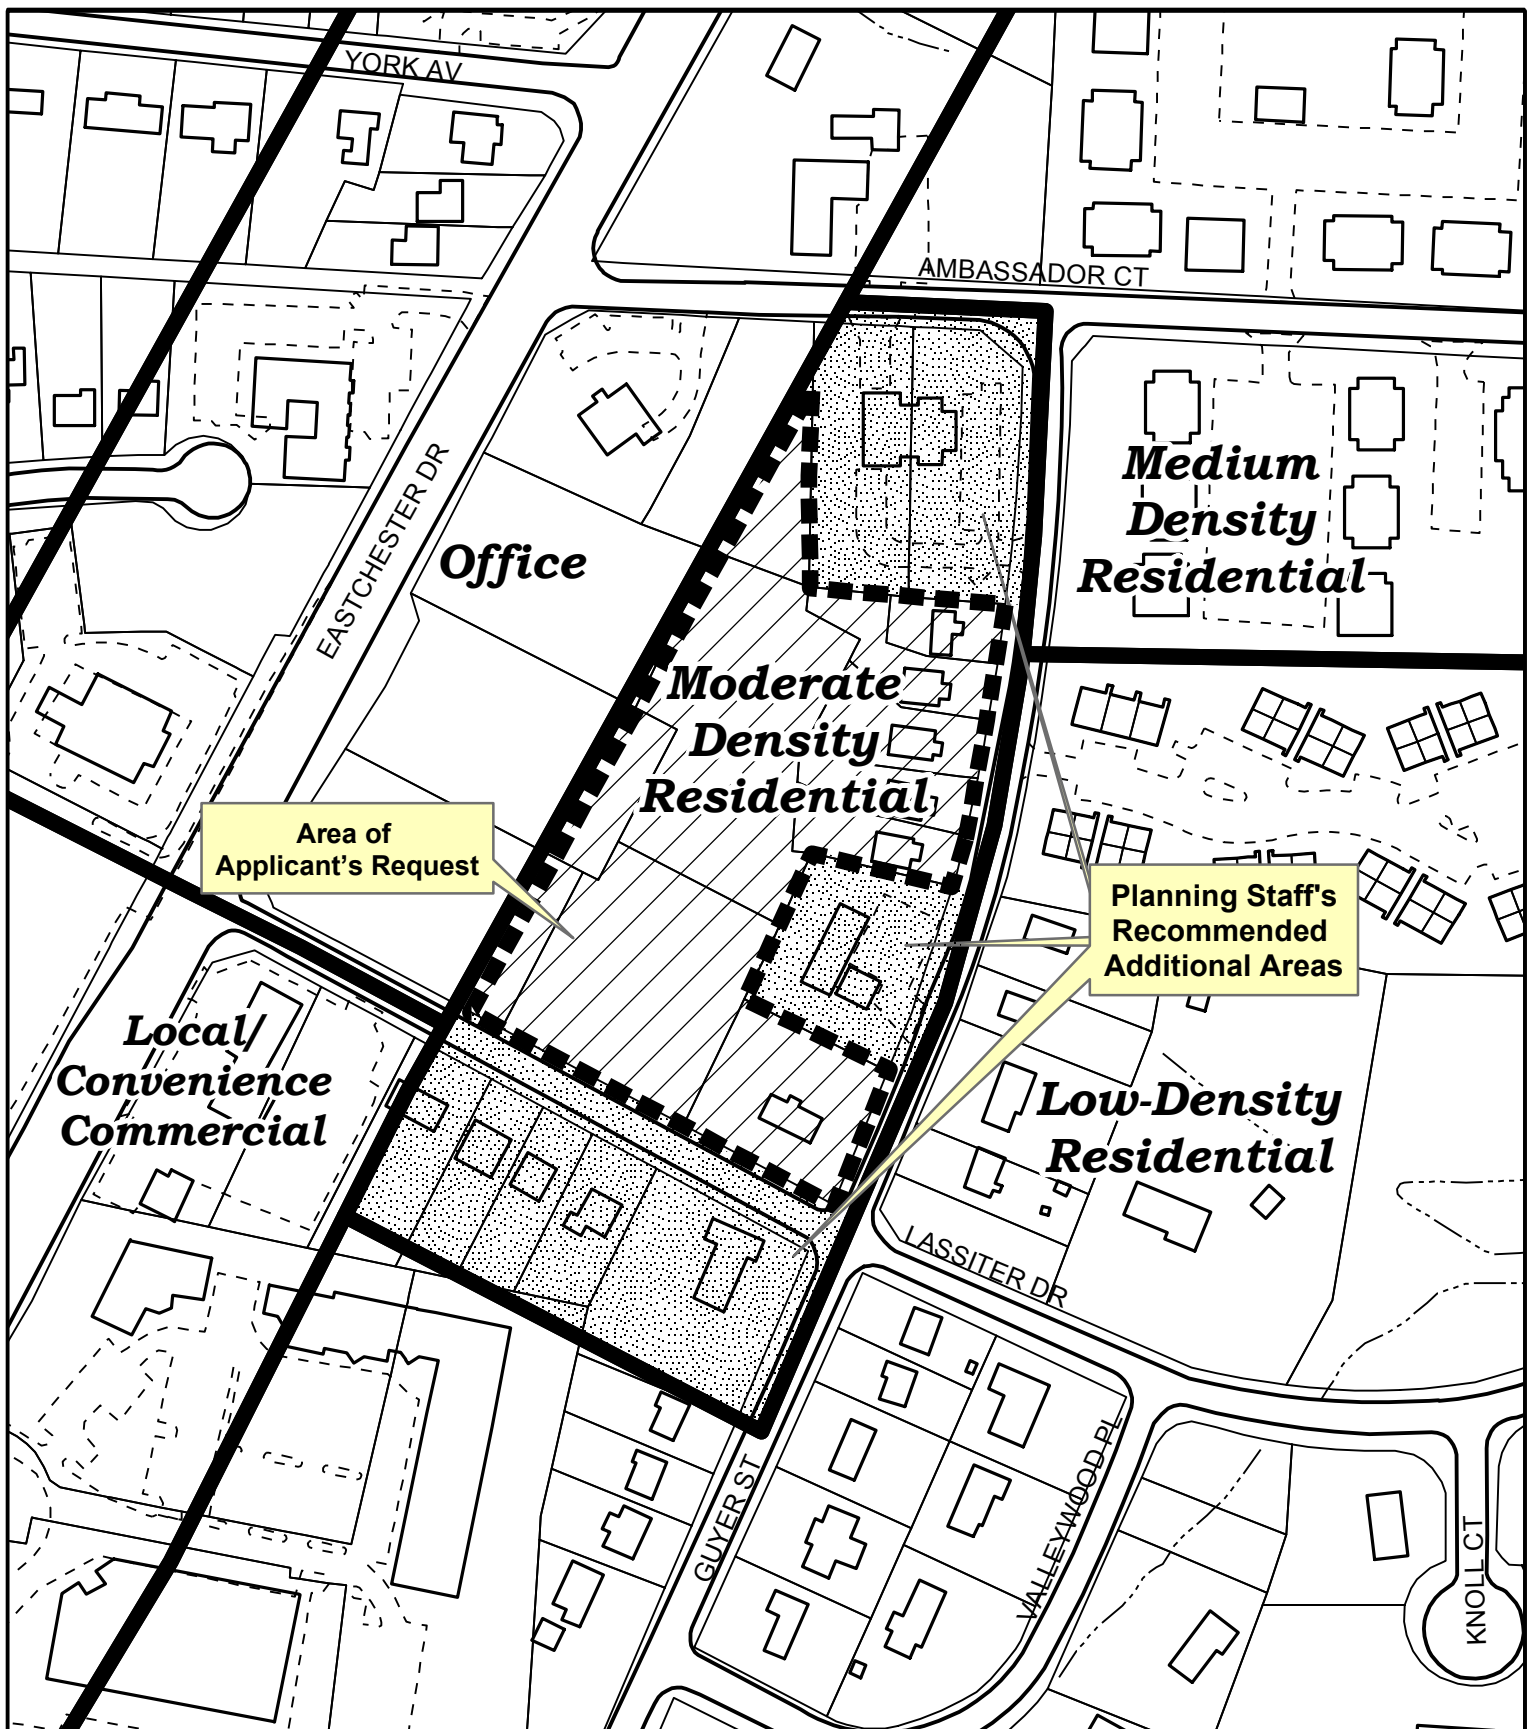 YORK AV
AMBASSADOR CT
EASTCHESTER DR
Office
Medium
Density
Residential
Moderate
Density
Residential
Area of
Applicant's Request
Planning Staff's
Recommended
Additional Areas
Local/
Convenience
Commercial
Low-Density
Residential
LASSITER DR
GUYER ST
VALLEYWOOD PL
KNOLL CT